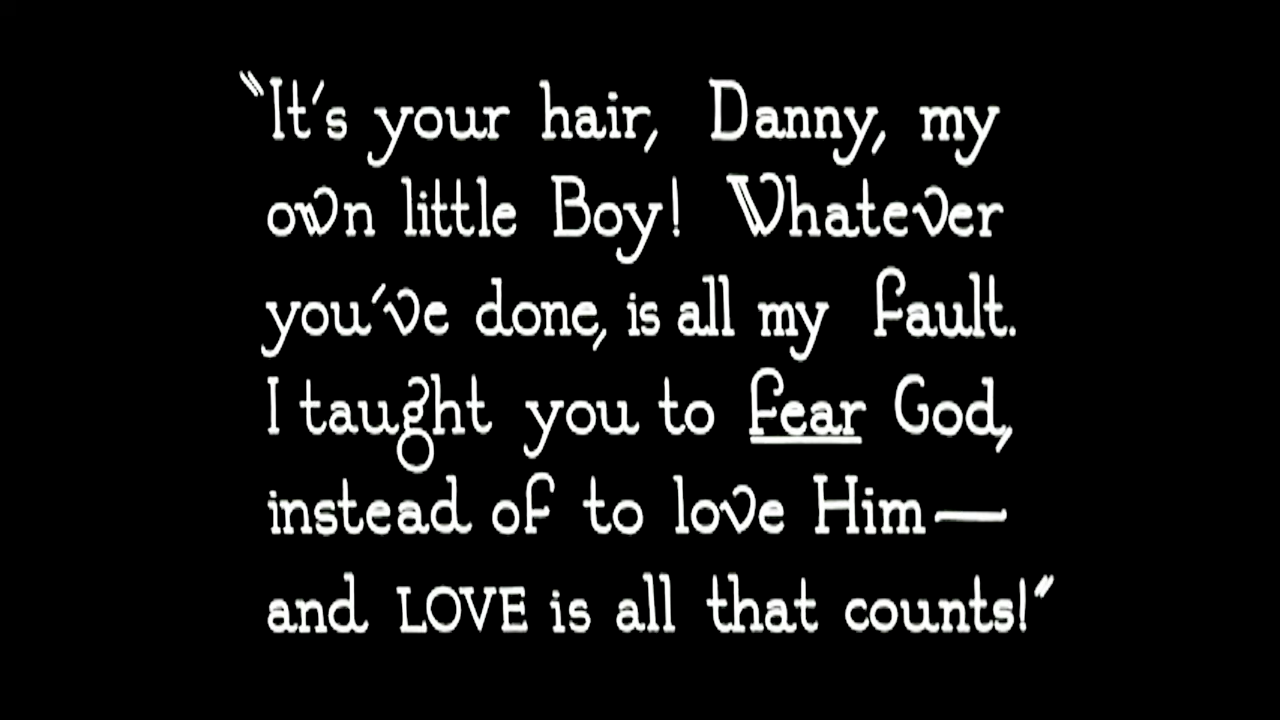 "It's your hair, Danny, my
own little Boy! Whatever
you've done, is all my fault.
I taught you to fear God,
instead of to love Him—
and LOVE is all that counts!"